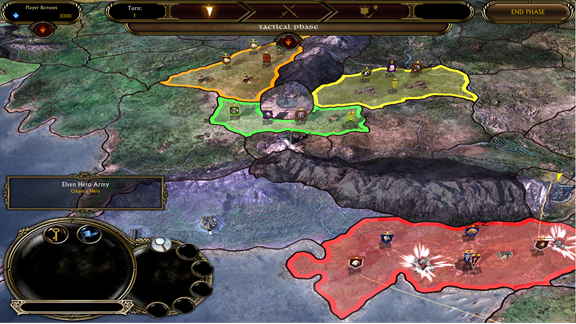 Player Bonuses
3000
Turn:
1
END PHASE
TACTICAL PHASE
Elven Hero Army
Create a Hero